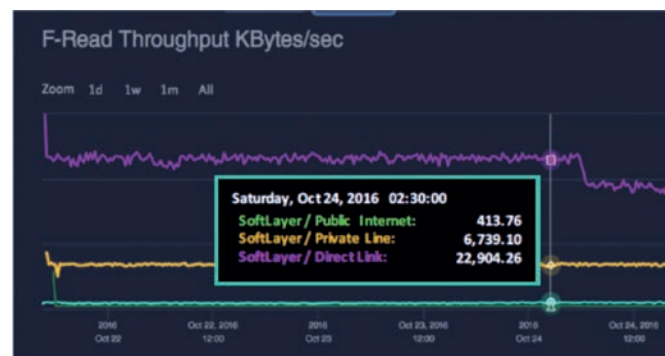 F-Read Throughput KBytes/sec
Zoom 1d 1w 1m All
Saturday, Oct 24, 2016 02:30:00
SoftLayer / Public Internet: 413.76
SoftLayer / Private Line: 6,739.10
SoftLayer / Direct Link: 22,904.26
2016 Oct 22, 2016 2016 Oct 23, 2016 2016 Oct 24, 2016
Oct 22 12:00 Oct 23 12:00 Oct 24 12:00